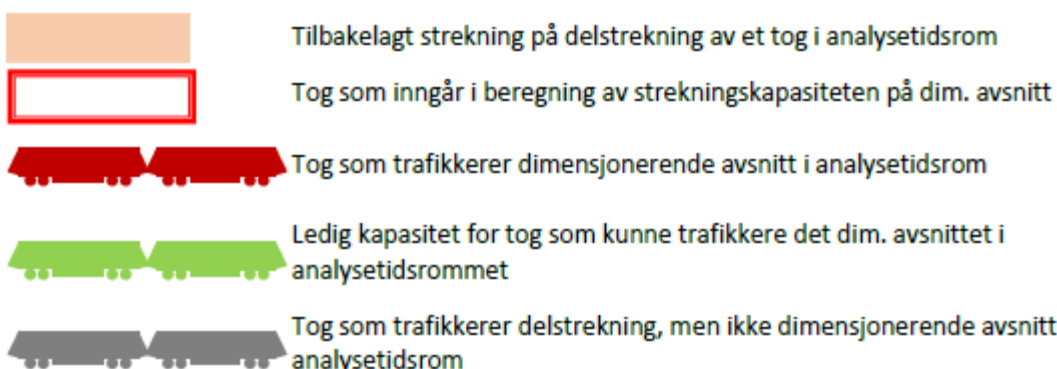 Tilbakelagt strekning på delstrekning av et tog i analysetidsrom
Tog som inngår i beregning av strekningskapasiteten på dim. avsnitt
Tog som trafikkerer dimensjonerende avsnitt i analysetidsrom
Ledig kapasitet for tog som kunne trafikkere det dim. avsnittet i
analysetidsrommet
Tog som trafikkerer delstrekning, men ikke dimensjonerende avsnitt
analysetidsrom